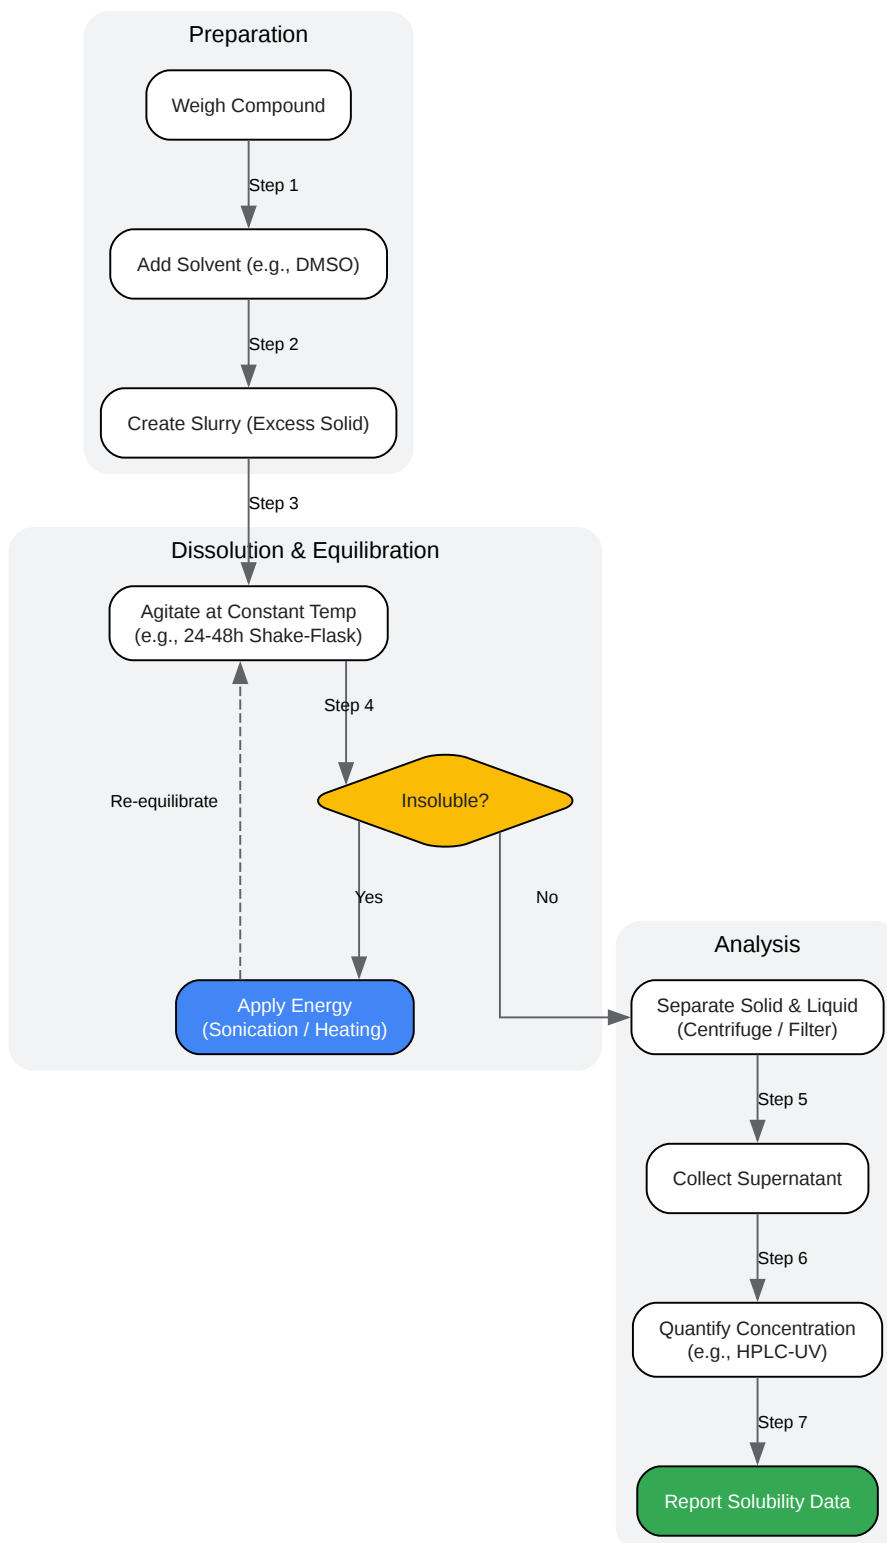 Preparation
Weigh Compound
Step 1
Add Solvent (e.g., DMSO)
Step 2
Create Slurry (Excess Solid)
Step 3
Dissolution & Equilibration
Agitate at Constant Temp
(e.g., 24-48h Shake-Flask)
Step 4
Re-equilibrate
Insoluble?
Yes
No
Apply Energy
(Sonication / Heating)
Analysis
Separate Solid & Liquid
(Centrifuge / Filter)
Step 5
Collect Supernatant
Step 6
Quantify Concentration
(e.g., HPLC-UV)
Step 7
Report Solubility Data